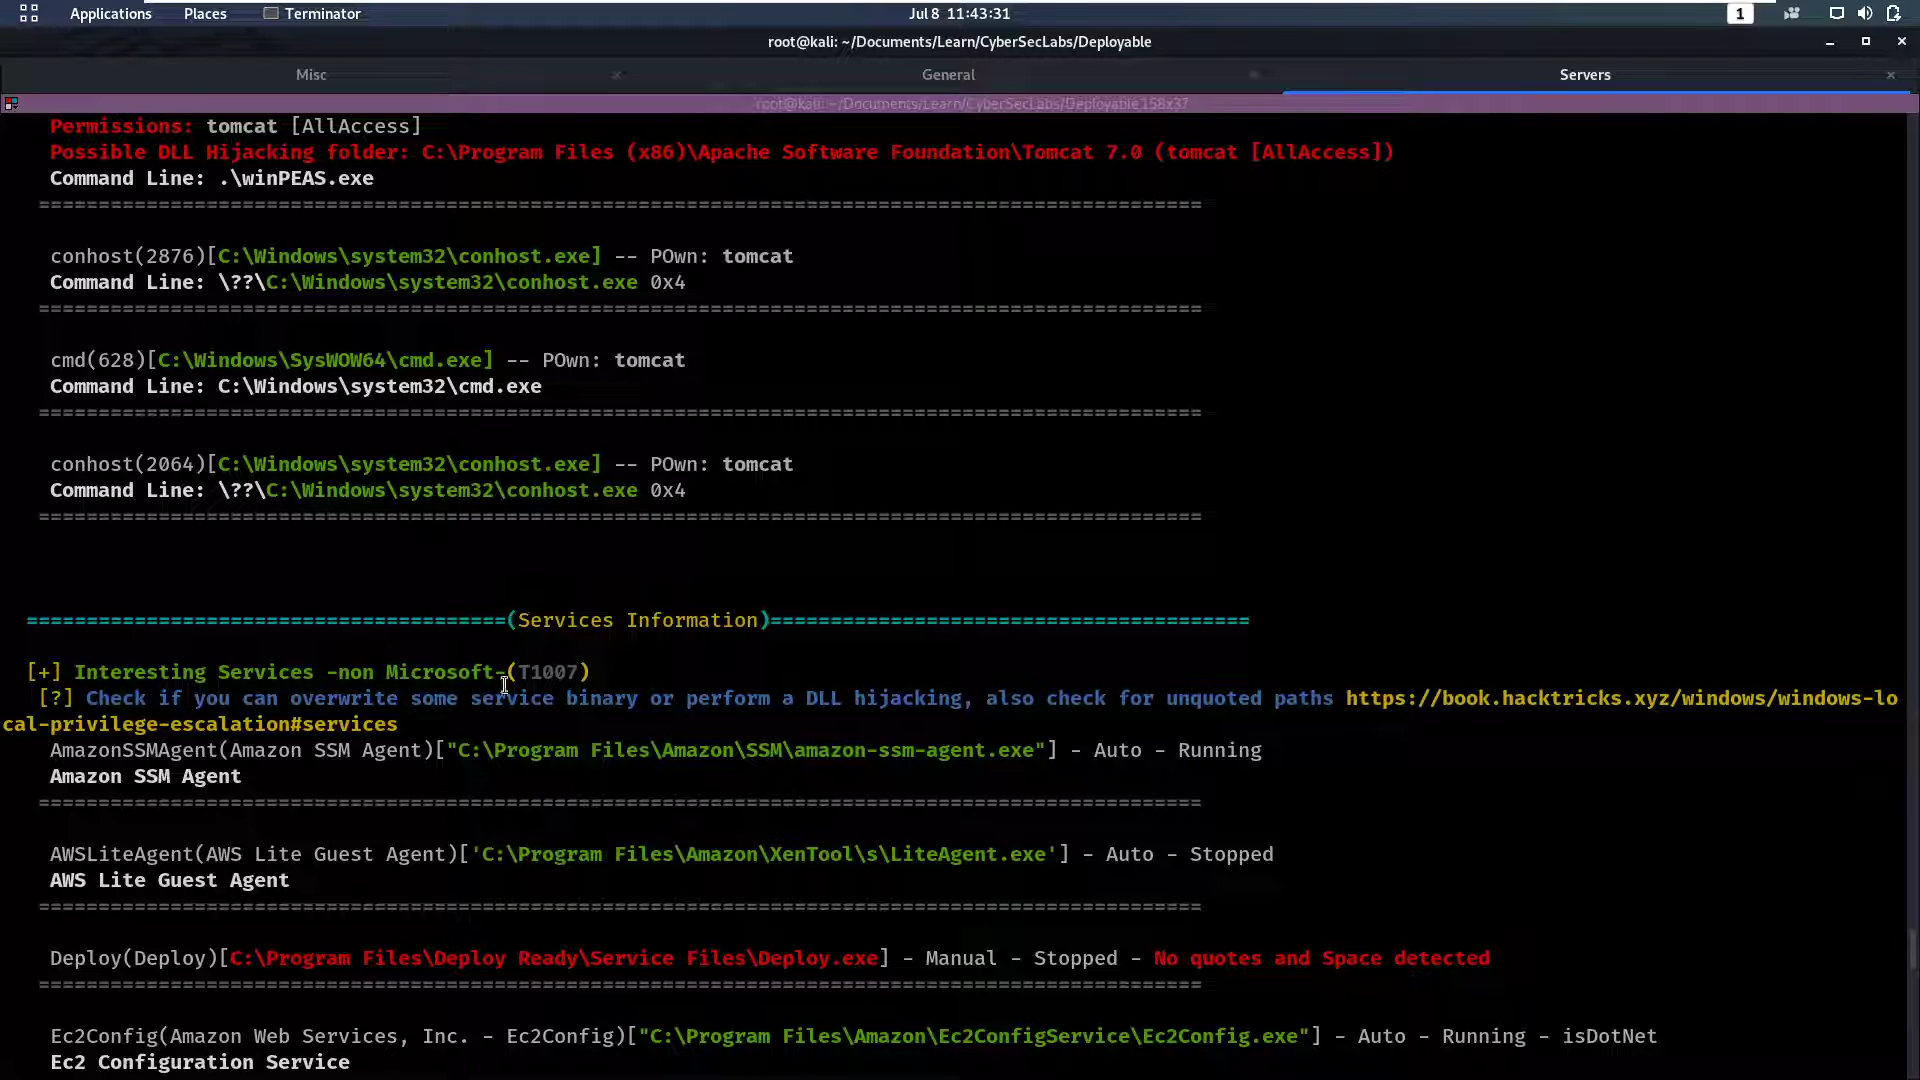 Applications Places Terminator Jul 8 11:43:31 1
root@kali: ~/Documents/Learn/CyberSecLabs/Deployable
Misc × General × Servers ×
root@kali: ~/Documents/Learn/CyberSecLabs/Deployable 158x37
Permissions: tomcat [AllAccess]
Possible DLL Hijacking folder: C:\Program Files (x86)\Apache Software Foundation\Tomcat 7.0 (tomcat [AllAccess])
Command Line: .\winPEAS.exe
=================================================================================================
conhost(2876)[C:\Windows\system32\conhost.exe] -- POwn: tomcat
Command Line: \??\C:\Windows\system32\conhost.exe 0x4
=================================================================================================
cmd(628)[C:\Windows\SysWOW64\cmd.exe] -- POwn: tomcat
Command Line: C:\Windows\system32\cmd.exe
=================================================================================================
conhost(2064)[C:\Windows\system32\conhost.exe] -- POwn: tomcat
Command Line: \??\C:\Windows\system32\conhost.exe 0x4
=================================================================================================
========================================(Services Information)========================================
[+] Interesting Services -non Microsoft-(T1007)
[?] Check if you can overwrite some service binary or perform a DLL hijacking, also check for unquoted paths https://book.hacktricks.xyz/windows/windows-lo
cal-privilege-escalation#services
AmazonSSMAgent(Amazon SSM Agent)["C:\Program Files\Amazon\SSM\amazon-ssm-agent.exe"] - Auto - Running
Amazon SSM Agent
=================================================================================================
AWSLiteAgent(AWS Lite Guest Agent)['C:\Program Files\Amazon\XenTool\s\LiteAgent.exe'] - Auto - Stopped
AWS Lite Guest Agent
=================================================================================================
Deploy(Deploy)[C:\Program Files\Deploy Ready\Service Files\Deploy.exe] - Manual - Stopped - No quotes and Space detected
=================================================================================================
Ec2Config(Amazon Web Services, Inc. - Ec2Config)["C:\Program Files\Amazon\Ec2ConfigService\Ec2Config.exe"] - Auto - Running - isDotNet
Ec2 Configuration Service